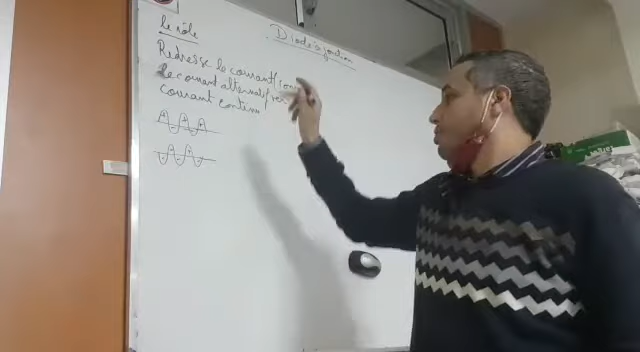 Diode à jonction
le rôle
Redresse le courant
le courant alternatif
courant continu